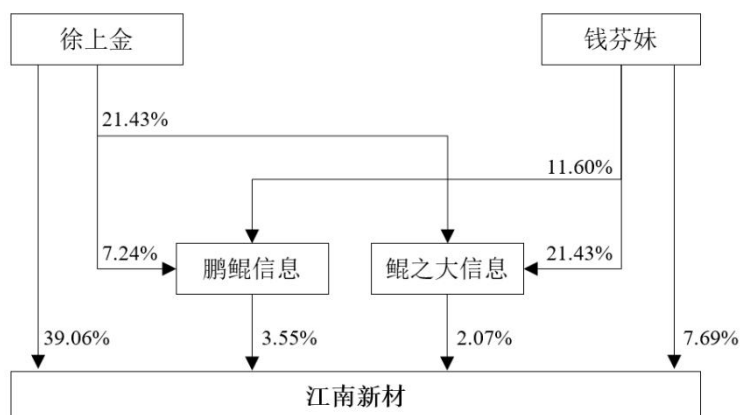 徐上金
钱芬妹
21.43%
11.60%
7.24%
鹏鲲信息
鲲之大信息
21.43%
39.06%
3.55%
2.07%
7.69%
江南新材